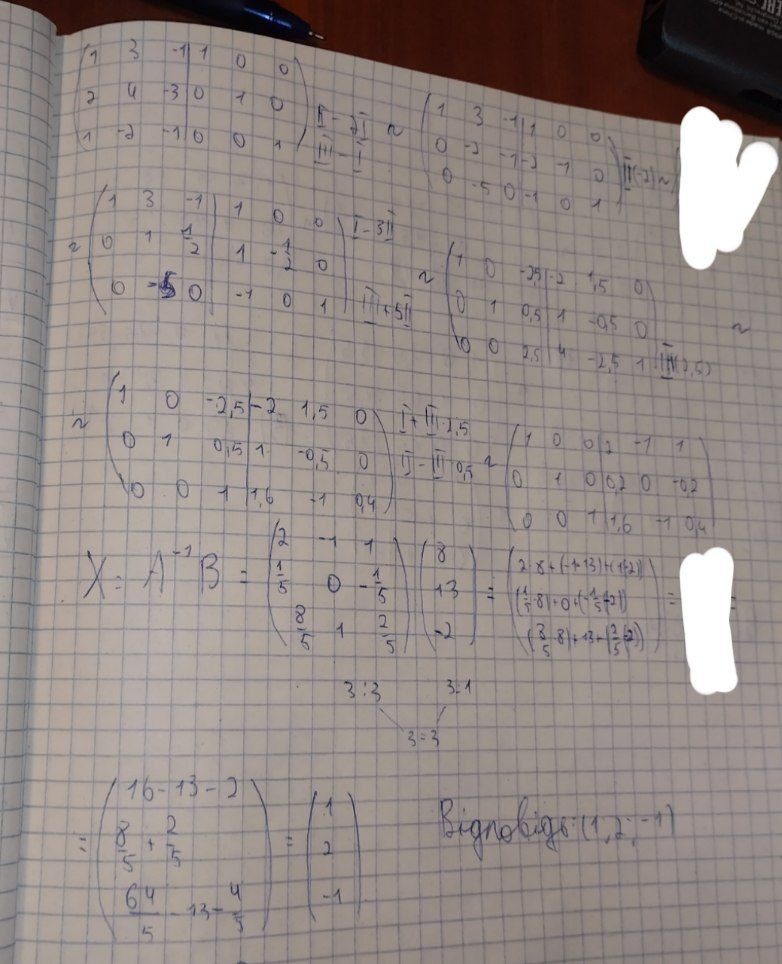 1 3 -1 | 1 0 0
2 4 -3 | 0 1 0 II - 2I
1 -2 -1 | 0 0 1 III - I
~
1 3 -1 | 1 0 0
0 -2 -1 | -2 1 0 II(-2) ~
0 -5 0 | -1 0 1
~
1 3 -1 | 1 0 0 I - 3II
0 1 1/2 | 1 -1/2 0
0 -5 0 | -1 0 1 III + 5II
~
1 0 -2,5 | -2 1,5 0
0 1 0,5 | 1 -0,5 0 ~
0 0 2,5 | 4 -2,5 1 III(2,5)
~
1 0 -2,5 | -2 1,5 0 I + III·2,5
0 1 0,5 | 1 -0,5 0 II - III·0,5
0 0 1 | 1,6 -1 0,4
~
1 0 0 | 2 -1 1
0 1 0 | 0,2 0 -0,2
0 0 1 | 1,6 -1 0,4
X = A⁻¹B =
2 -1 1
1/5 0 -1/5
8/5 1 2/5
8
13
-2
=
2·8+(-1·13)+(1(-2))
(1/5·8)+0+(-1/5(-2))
(8/5·8)+13+(2/5(-2))
=
3:3 3:1
3=3
=
16-13-2
8/5 + 2/5
64/5 - 13 - 4/5
=
1
2
-1
Відповідь: (1; 2; -1)